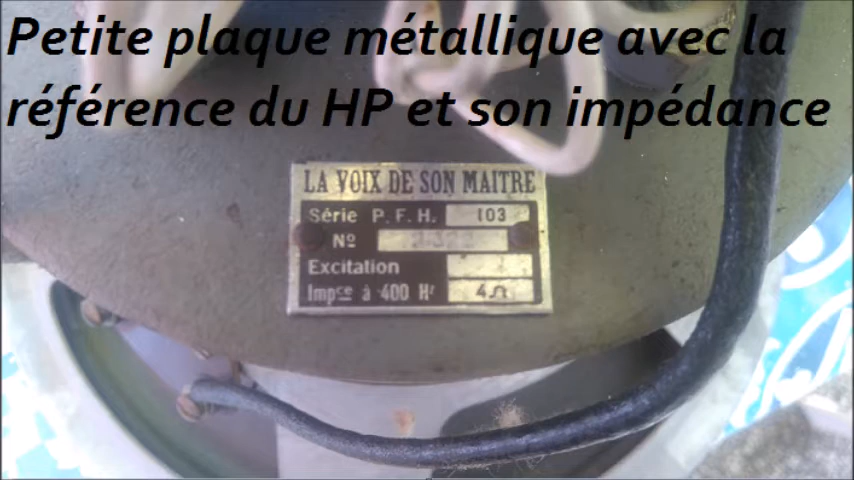 Petite plaque métallique avec la
référence du HP et son impédance
LA VOIX DE SON MAITRE
Série P. F. H. 103
Nº
Excitation
Impce à 400 Hz 4Ω